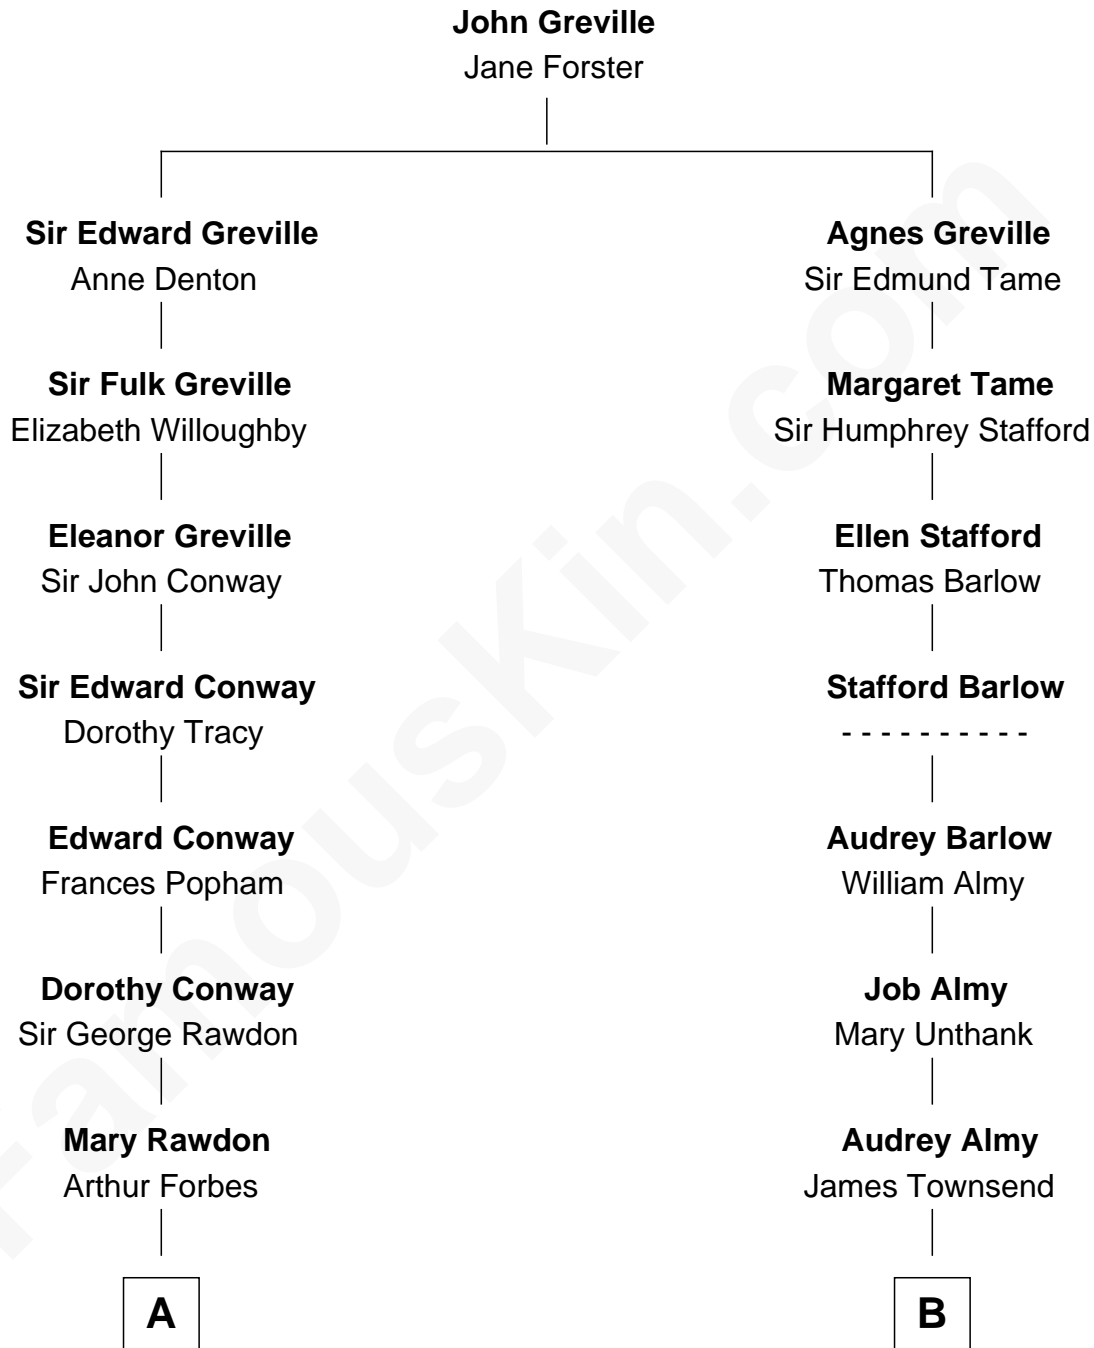 John Greville
Jane Forster
Sir Edward Greville
Anne Denton
Agnes Greville
Sir Edmund Tame
Sir Fulk Greville
Elizabeth Willoughby
Margaret Tame
Sir Humphrey Stafford
Eleanor Greville
Sir John Conway
Ellen Stafford
Thomas Barlow
Sir Edward Conway
Dorothy Tracy
Stafford Barlow
- - - - - - - - - -
Edward Conway
Frances Popham
Audrey Barlow
William Almy
Dorothy Conway
Sir George Rawdon
Job Almy
Mary Unthank
Mary Rawdon
Arthur Forbes
Audrey Almy
James Townsend
A
B
FamousKin.com